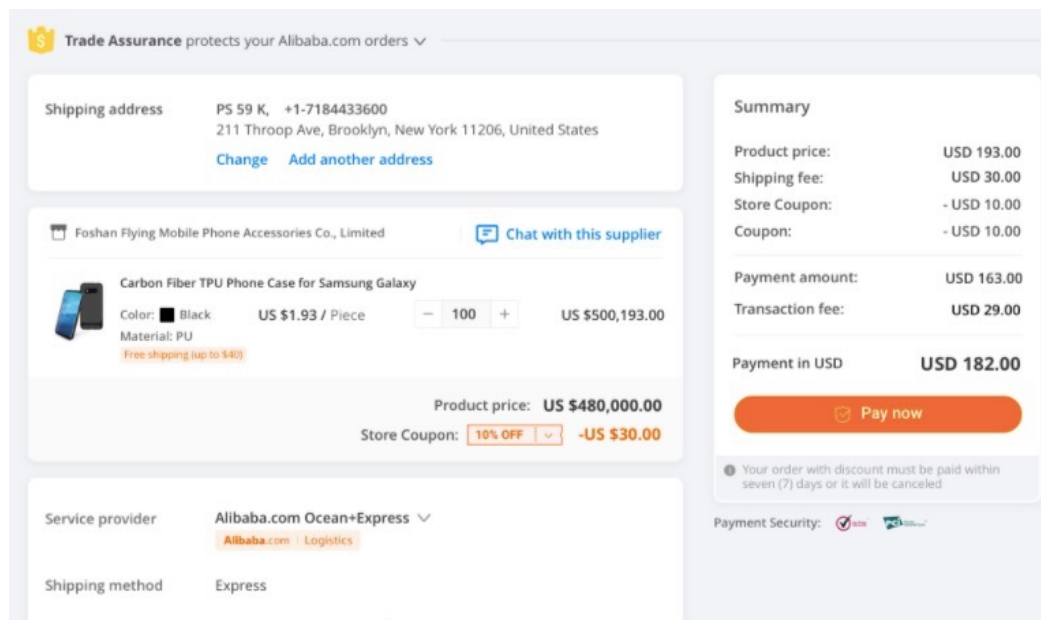 Trade Assurance protects your Alibaba.com orders
Shipping address PS 59 K, +1-7184433600
211 Throop Ave, Brooklyn, New York 11206, United States
Change Add another address
Foshan Flying Mobile Phone Accessories Co., Limited Chat with this supplier
Carbon Fiber TPU Phone Case for Samsung Galaxy
Color: Black US $1.93 / Piece − 100 + US $500,193.00
Material: PU
Free shipping (up to $40)
Product price: US $480,000.00
Store Coupon: 10% OFF -US $30.00
Service provider Alibaba.com Ocean+Express
Alibaba.com Logistics
Shipping method Express
Summary
Product price: USD 193.00
Shipping fee: USD 30.00
Store Coupon: - USD 10.00
Coupon: - USD 10.00
Payment amount: USD 163.00
Transaction fee: USD 29.00
Payment in USD USD 182.00
Pay now
Your order with discount must be paid within
seven (7) days or it will be canceled
Payment Security: